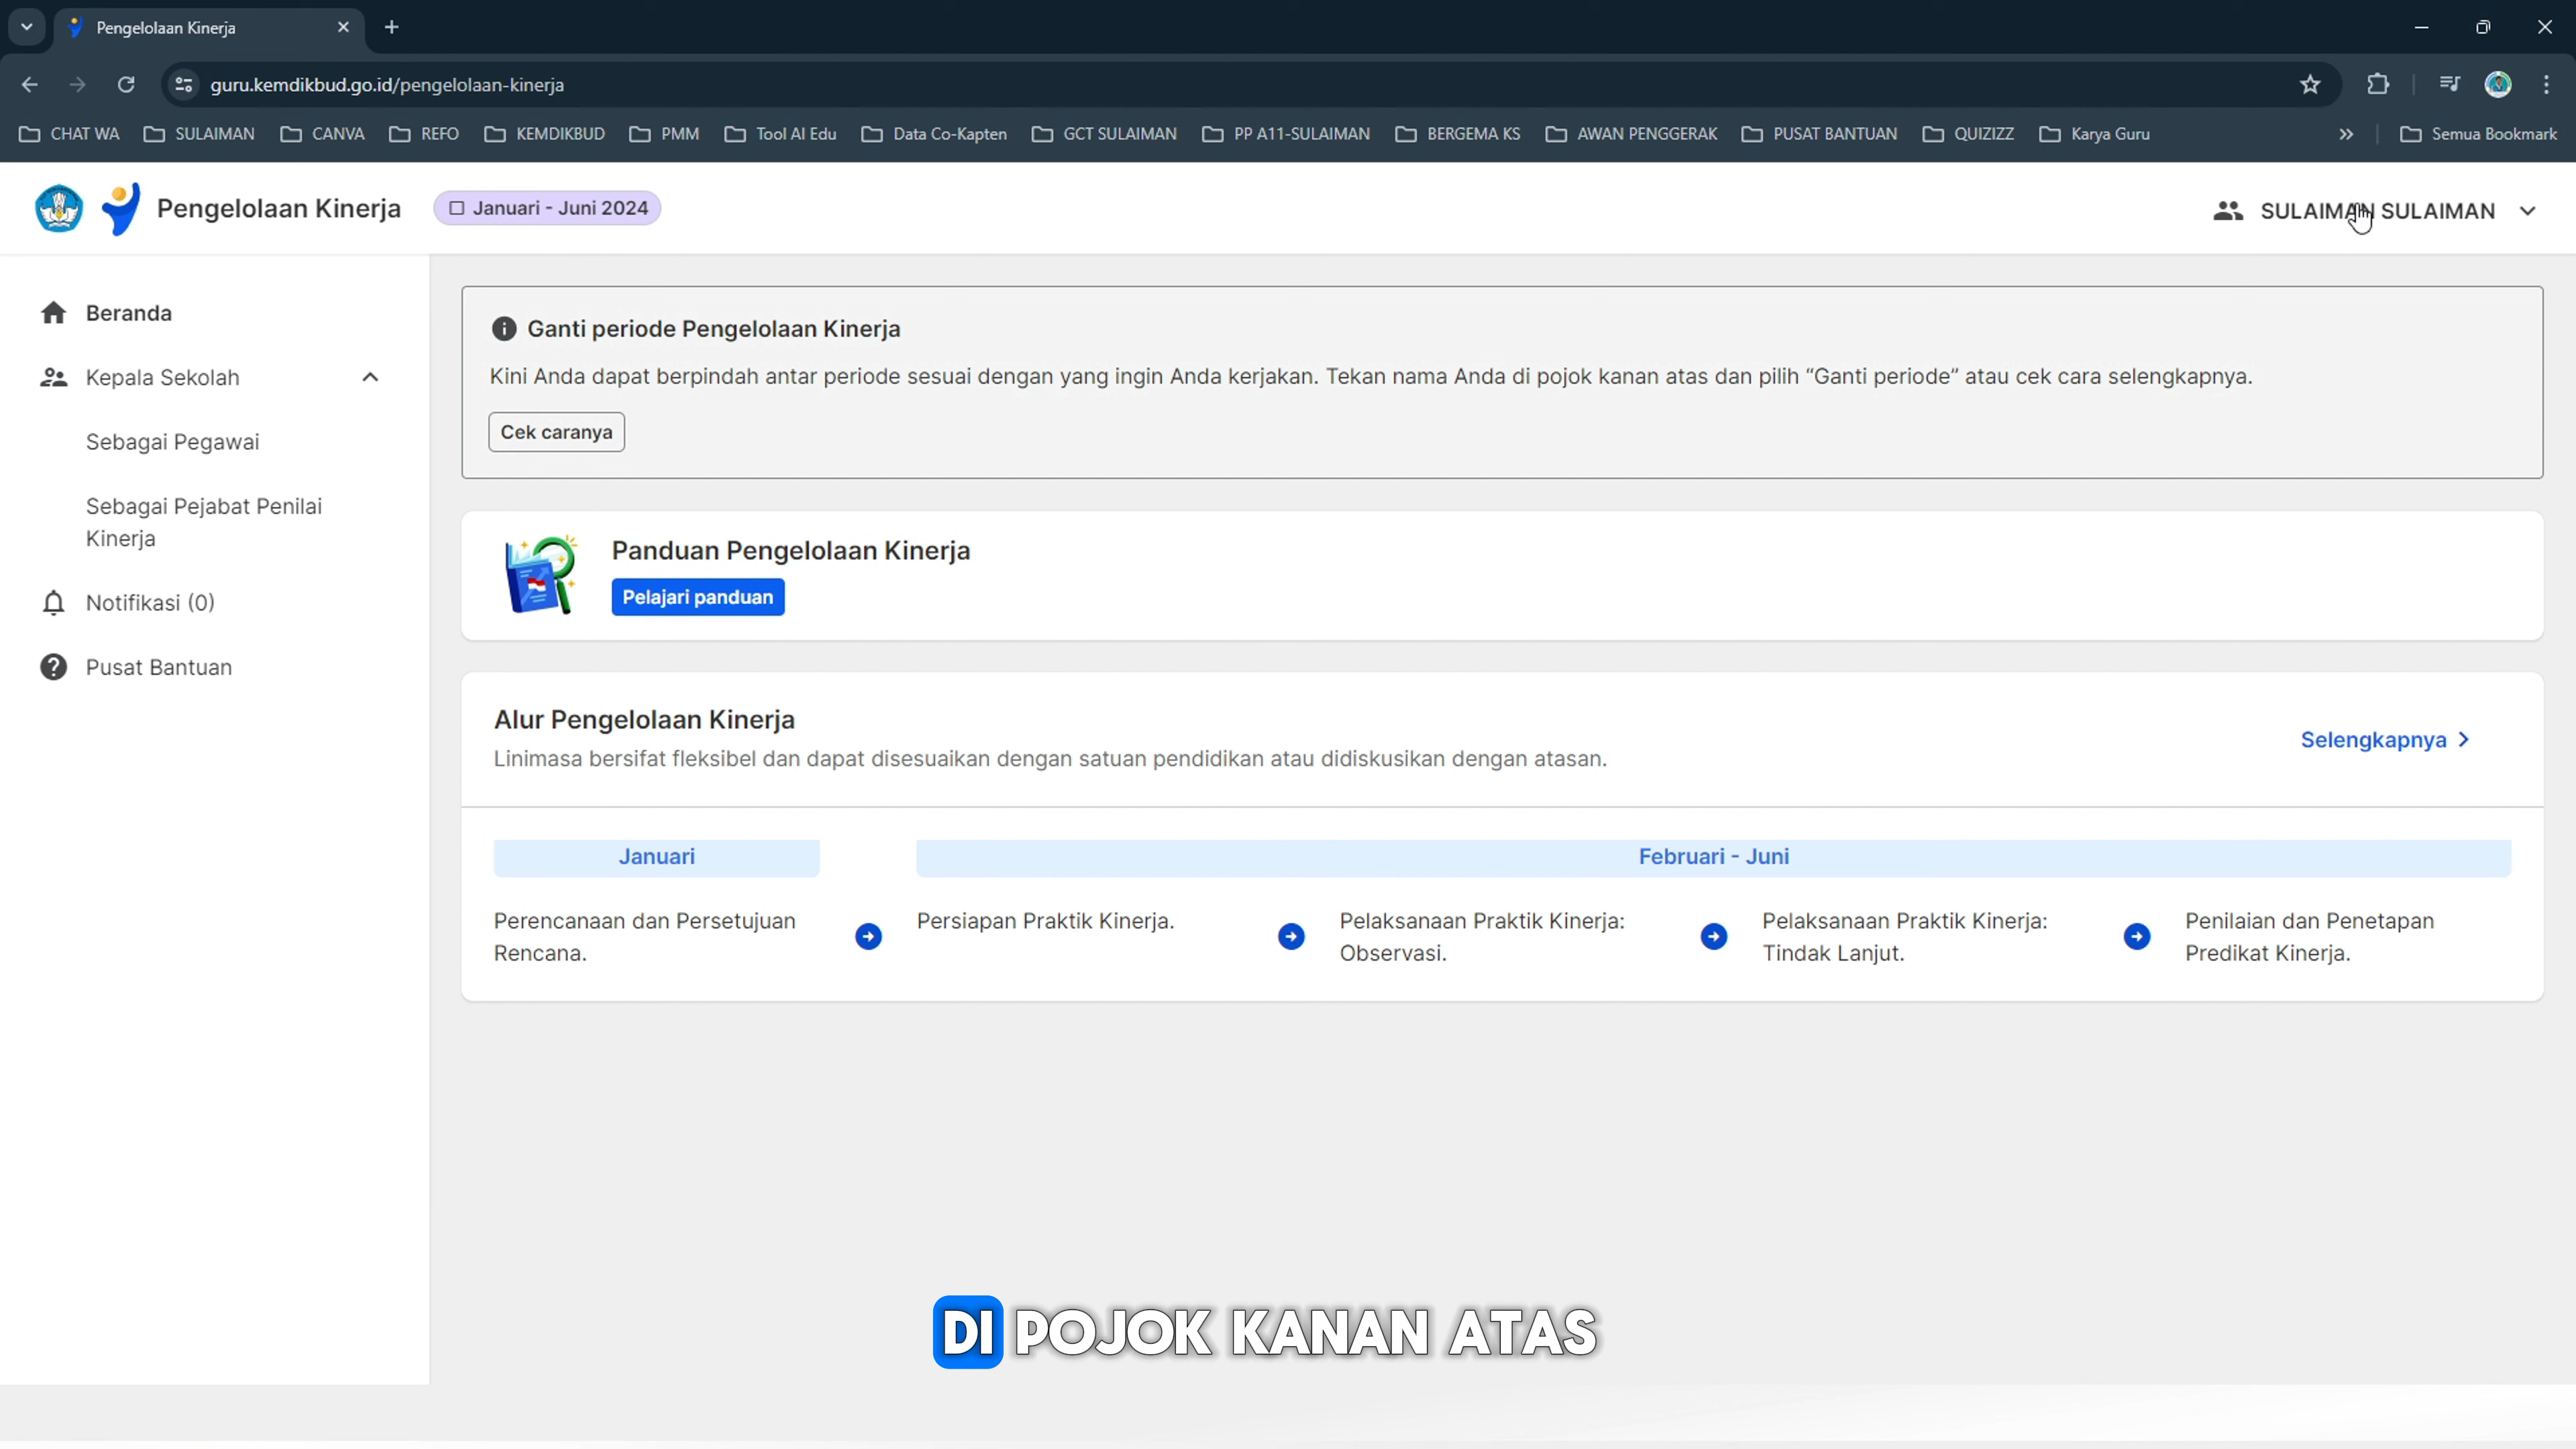 Pengelolaan Kinerja
guru.kemdikbud.go.id/pengelolaan-kinerja
CHAT WA
SULAIMAN
CANVA
REFO
KEMDIKBUD
PMM
Tool AI Edu
Data Co-Kapten
GCT SULAIMAN
PP A11-SULAIMAN
BERGEMA KS
AWAN PENGGERAK
PUSAT BANTUAN
QUIZIZZ
Karya Guru
Semua Bookmark
Pengelolaan Kinerja
Januari - Juni 2024
SULAIMAN SULAIMAN
Beranda
Kepala Sekolah
Sebagai Pegawai
Sebagai Pejabat Penilai
Kinerja
Notifikasi (0)
Pusat Bantuan
Ganti periode Pengelolaan Kinerja
Kini Anda dapat berpindah antar periode sesuai dengan yang ingin Anda kerjakan. Tekan nama Anda di pojok kanan atas dan pilih “Ganti periode” atau cek cara selengkapnya.
Cek caranya
Panduan Pengelolaan Kinerja
Pelajari panduan
Alur Pengelolaan Kinerja
Linimasa bersifat fleksibel dan dapat disesuaikan dengan satuan pendidikan atau didiskusikan dengan atasan.
Selengkapnya
Januari
Februari - Juni
Perencanaan dan Persetujuan
Rencana.
Persiapan Praktik Kinerja.
Pelaksanaan Praktik Kinerja:
Observasi.
Pelaksanaan Praktik Kinerja:
Tindak Lanjut.
Penilaian dan Penetapan
Predikat Kinerja.
DI POJOK KANAN ATAS